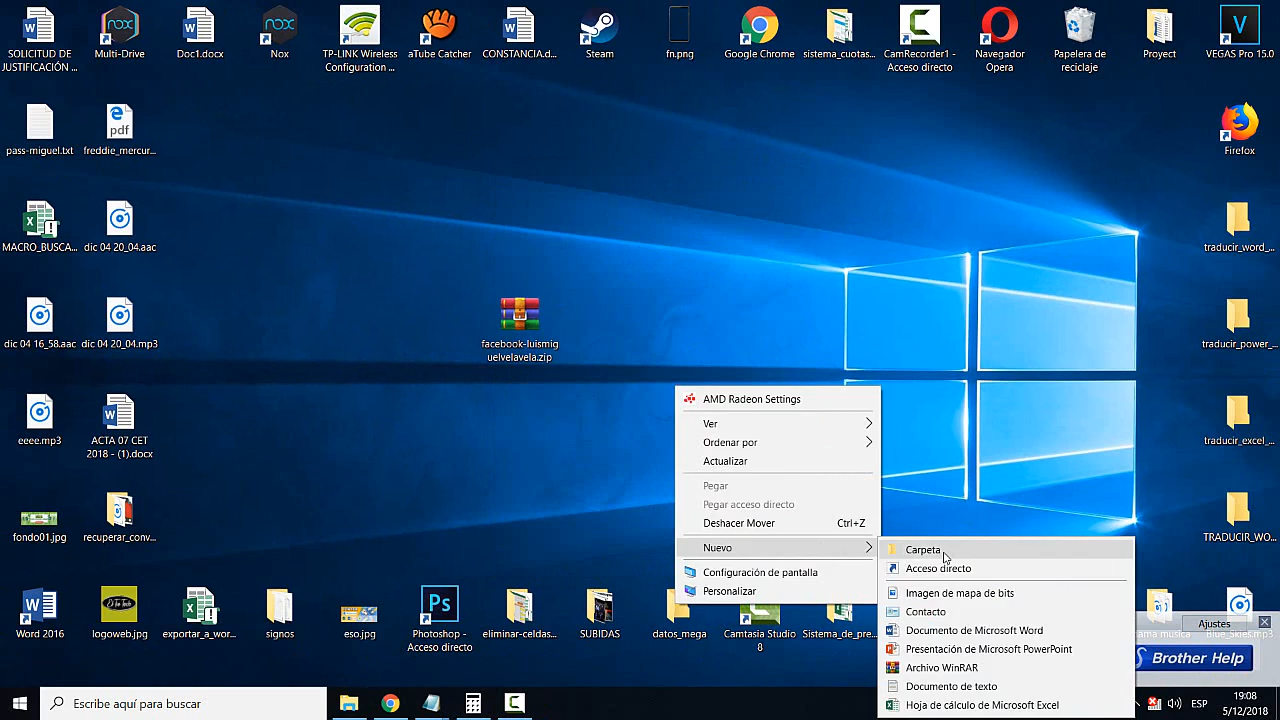 SOLICITUD DE
JUSTIFICACIÓN ...
Multi-Drive
Doc1.docx
Nox
TP-LINK Wireless
Configuration ...
aTube Catcher
CONSTANCIA.d...
Steam
fn.png
Google Chrome
sistema_cuotas...
CamRecorder1 -
Acceso directo
Navegador
Opera
Papelera de
reciclaje
Proyect
VEGAS Pro 15.0
pass-miguel.txt
freddie_mercur...
Firefox
MACRO_BUSCA...
dic 04 20_04.aac
traducir_word_...
dic 04 16_58.aac
dic 04 20_04.mp3
facebook-luismig
uelvelavela.zip
traducir_power_...
eeee.mp3
ACTA 07 CET
2018 - (1).docx
traducir_excel_...
AMD Radeon Settings
Ver
Ordenar por
Actualizar
Pegar
Pegar acceso directo
Deshacer Mover Ctrl+Z
Nuevo
Configuración de pantalla
Personalizar
Carpeta
Acceso directo
Imagen de mapa de bits
Contacto
Documento de Microsoft Word
Presentación de Microsoft PowerPoint
Archivo WinRAR
Documento de texto
Hoja de cálculo de Microsoft Excel
fondo01.jpg
recuperar_conv...
TRADUCIR_WO...
Word 2016
logoweb.jpg
exportar_a_wor...
signos
eso.jpg
Photoshop -
Acceso directo
eliminar-celdas...
SUBIDAS
datos_mega
Camtasia Studio
8
Sistema_de_pre...
ama musica
Blue_Skies.mp3
Ajustes
Brother Help
Escribe aquí para buscar
ESP
19:08
5/12/2018